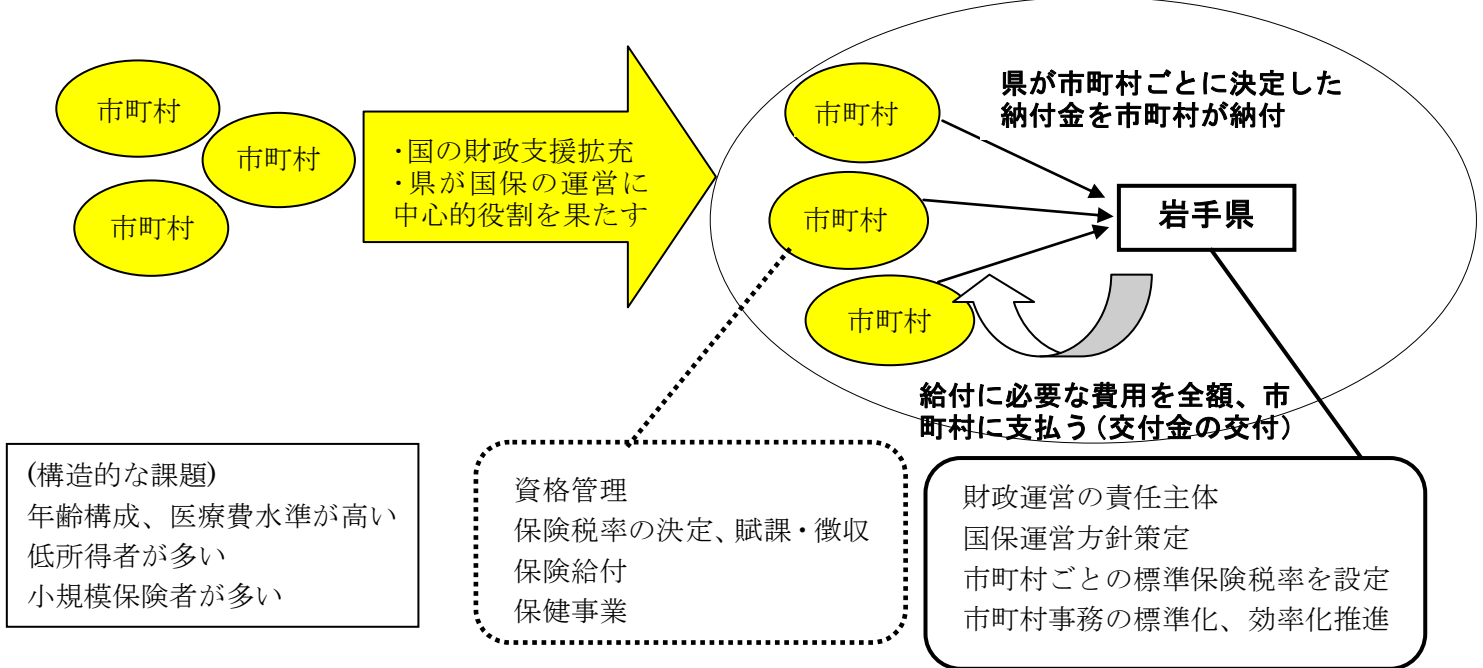 市町村
市町村
市町村
・国の財政支援拡充
・県が国保の運営に
中心的役割を果たす
市町村
市町村
市町村
県が市町村ごとに決定した
納付金を市町村が納付
岩手県
給付に必要な費用を全額、市
町村に支払う(交付金の交付)
(構造的な課題)
年齢構成、医療費水準が高い
低所得者が多い
小規模保険者が多い
資格管理
保険税率の決定、賦課・徴収
保険給付
保健事業
財政運営の責任主体
国保運営方針策定
市町村ごとの標準保険税率を設定
市町村事務の標準化、効率化推進